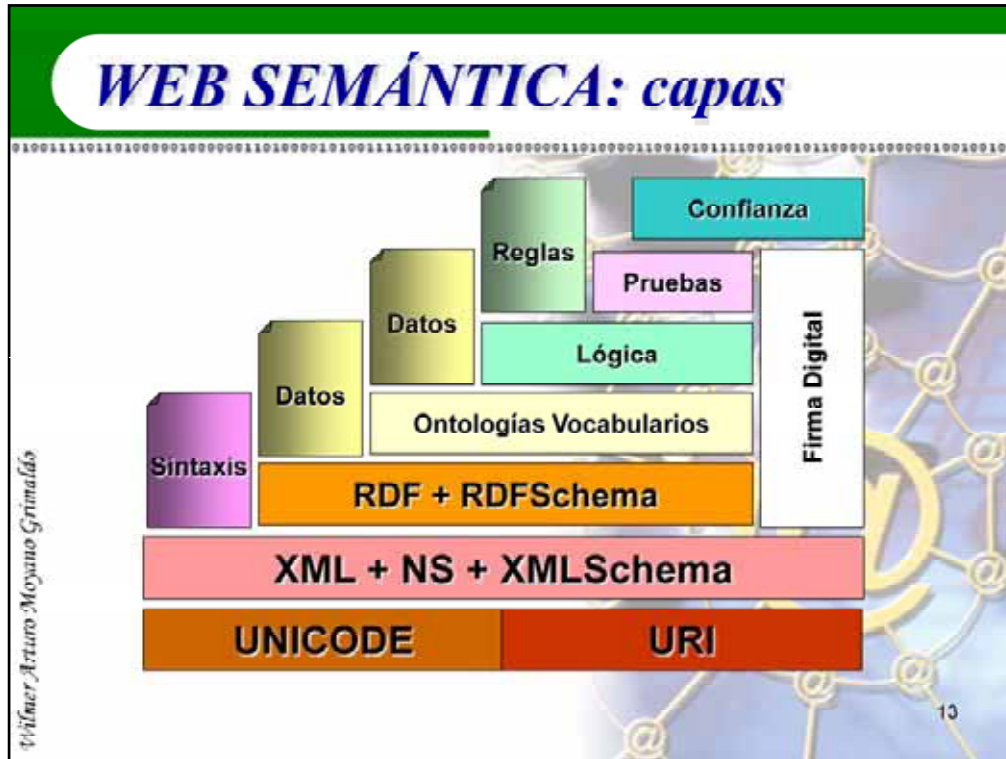 WEB SEMÁNTICA: capas
Confianza
Reglas
Pruebas
Datos
Lógica
Datos
Ontologías Vocabularios
Firma Digital
Sintaxis
RDF + RDFSchema
XML + NS + XMLSchema
UNICODE
URI
Wilmer Arturo Moyano Grimaldo
13